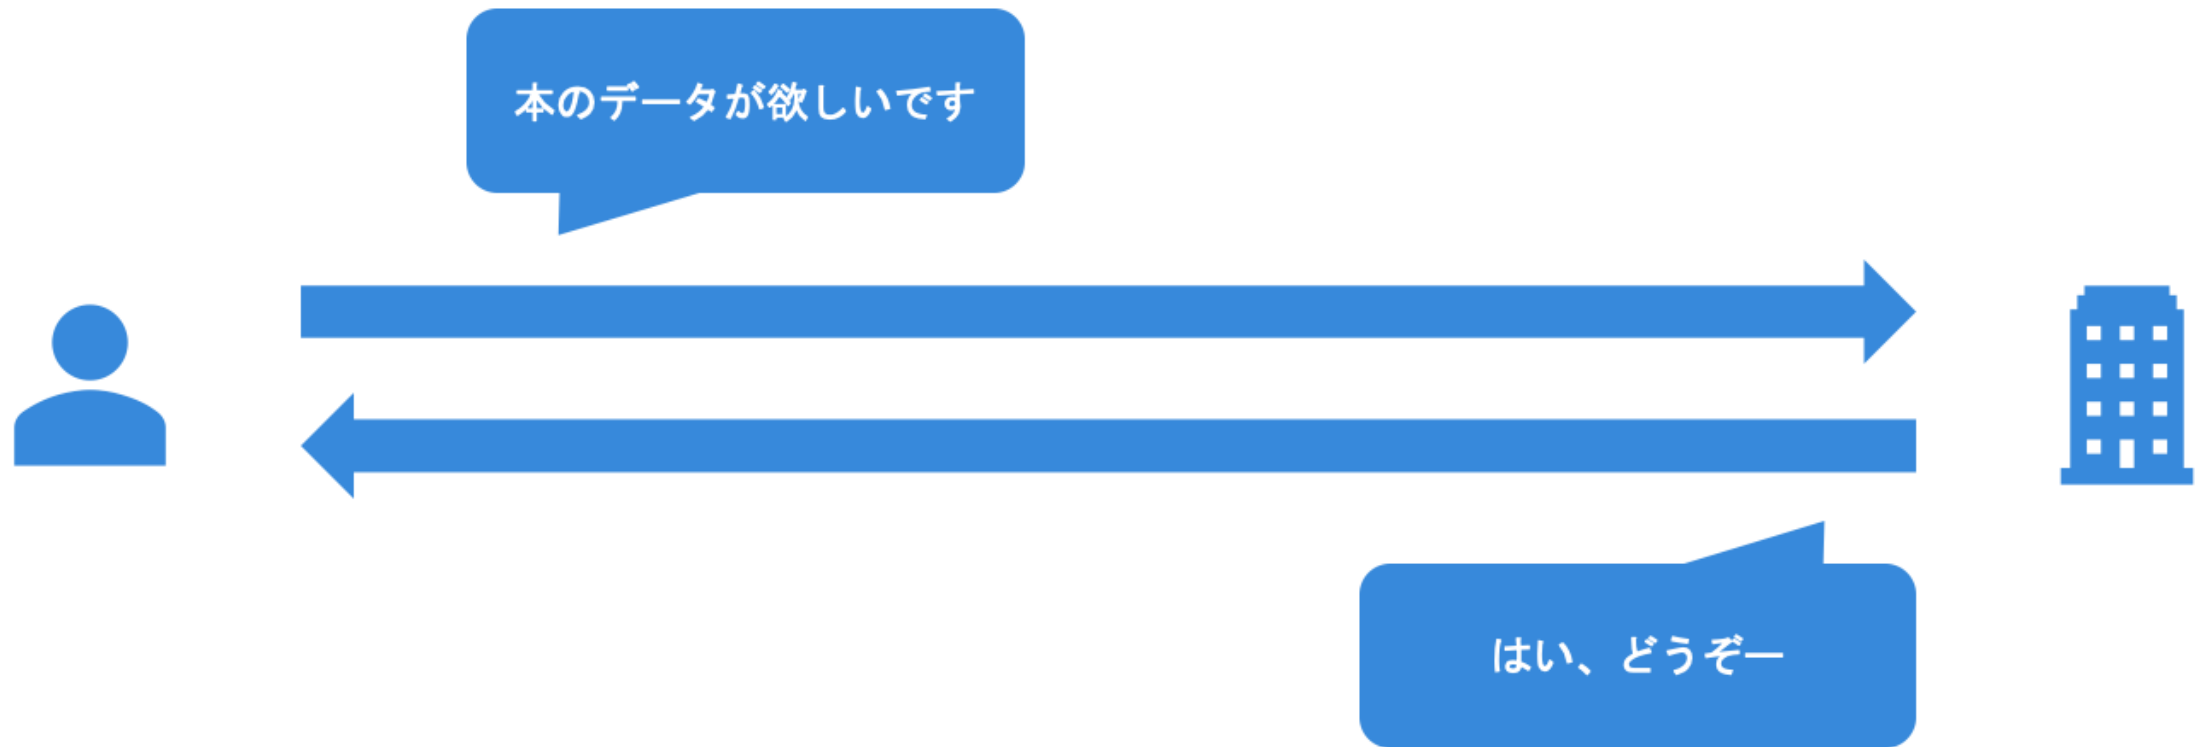 本のデータが欲しいです
はい、どうぞー